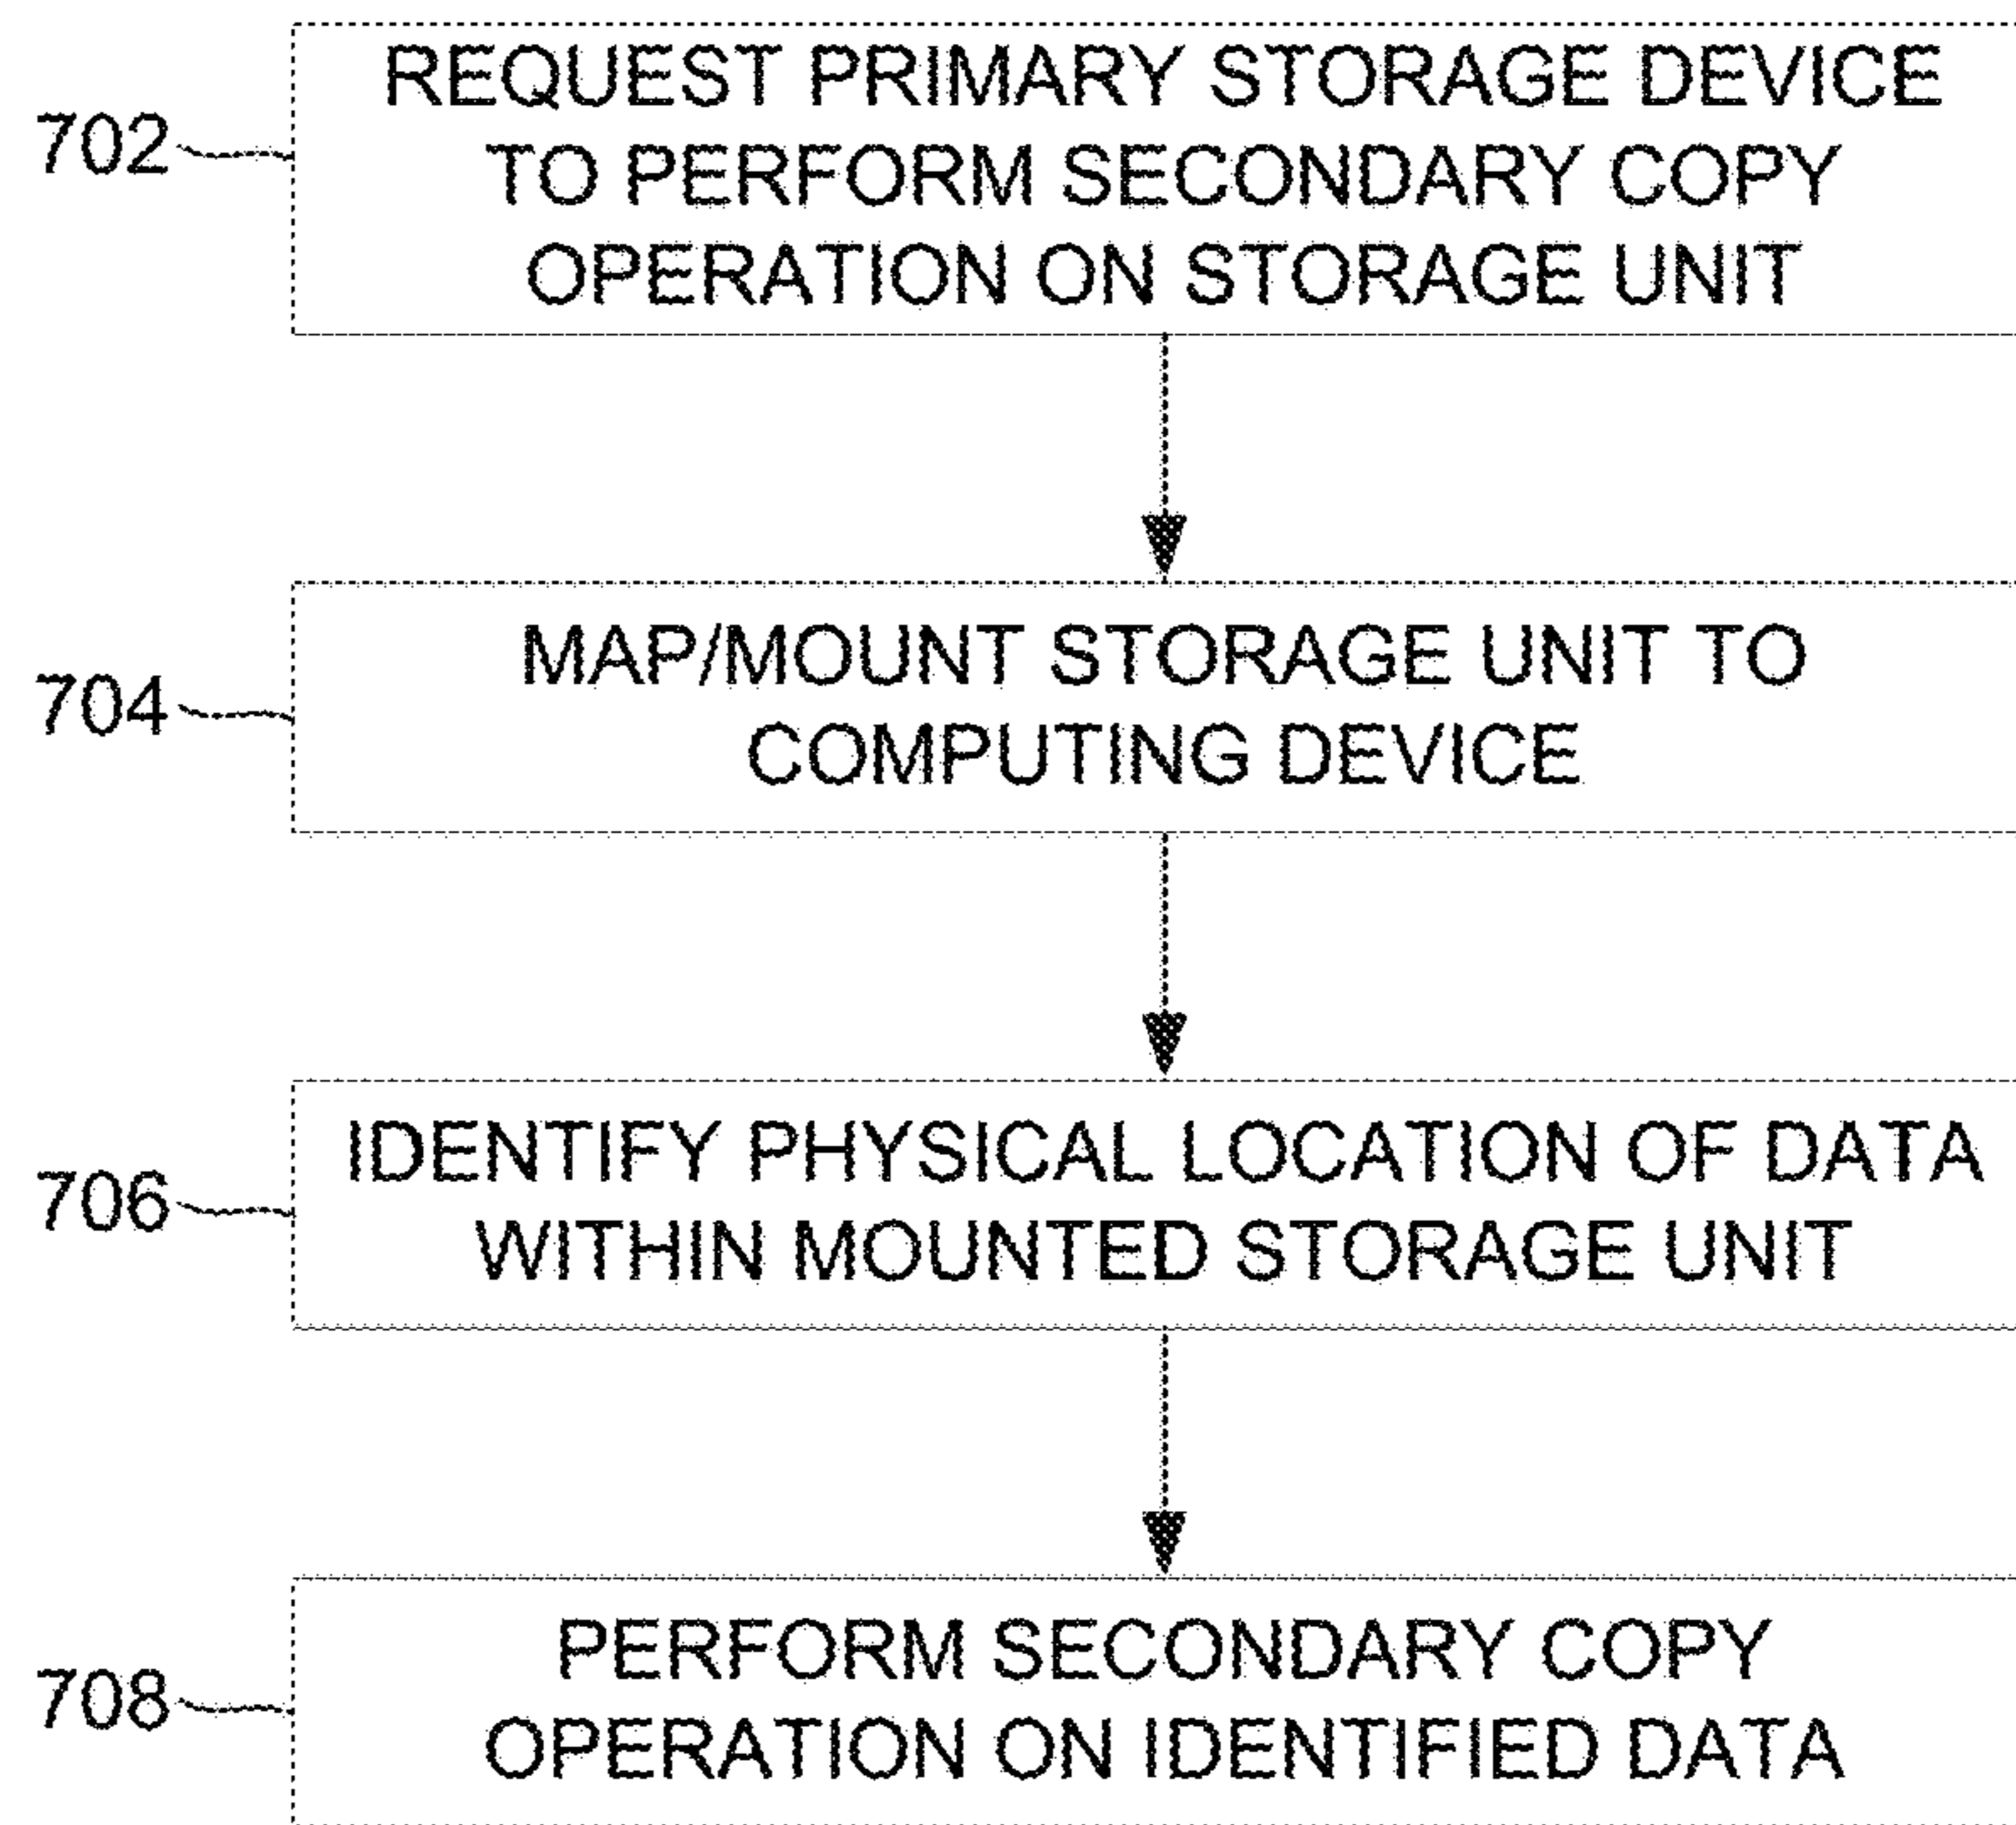 REQUEST PRIMARY STORAGE DEVICE
702
TO PERFORM SECONDARY COPY
OPERATION ON STORAGE UNIT
MAP/MOUNT STORAGE UNIT TO
704
COMPUTING DEVICE
IDENTIFY PHYSICAL LOCATION OF DATA
706
WITHIN MOUNTED STORAGE UNIT
PERFORM SECONDARY COPY
708
OPERATION ON IDENTIFIED DATA